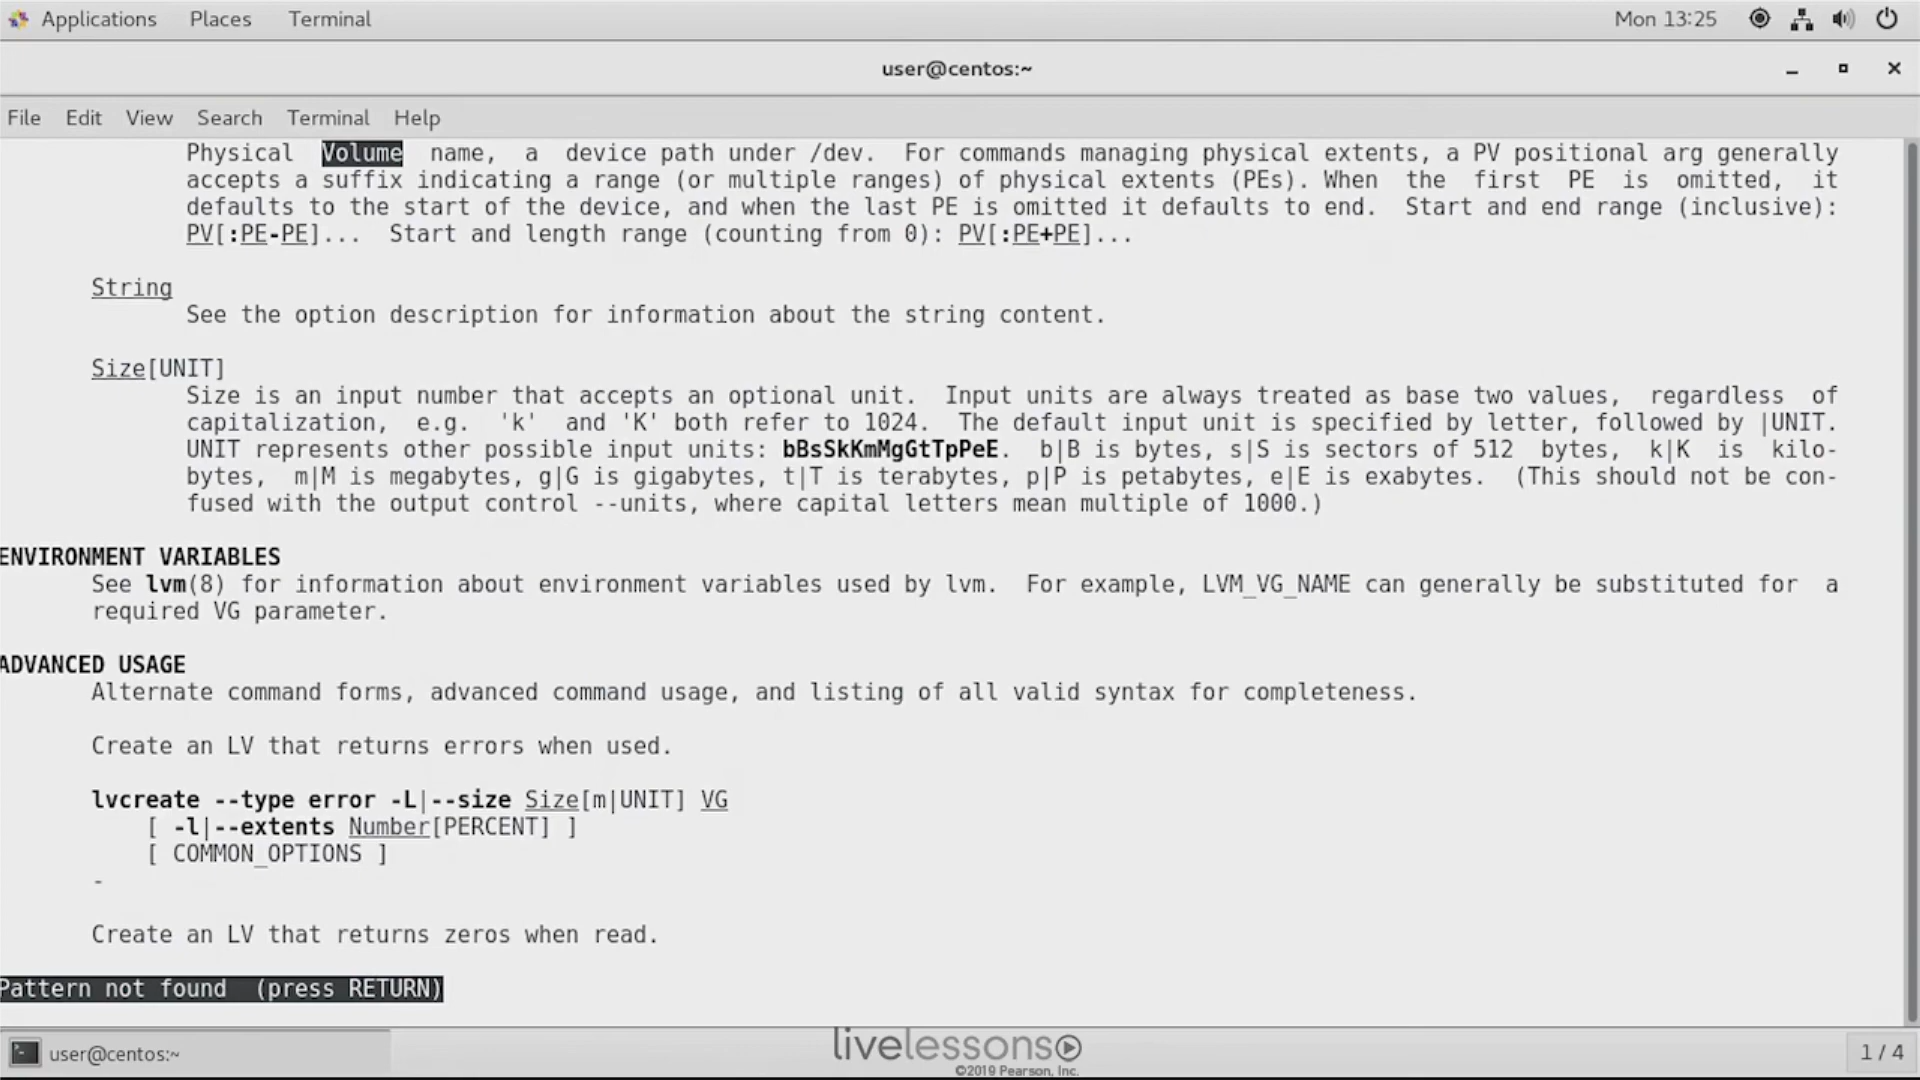 Applications Places Terminal Mon 13:25
user@centos:~
File Edit View Search Terminal Help
Physical Volume name, a device path under /dev. For commands managing physical extents, a PV positional arg generally
accepts a suffix indicating a range (or multiple ranges) of physical extents (PEs). When the first PE is omitted, it
defaults to the start of the device, and when the last PE is omitted it defaults to end. Start and end range (inclusive):
PV[:PE-PE]... Start and length range (counting from 0): PV[:PE+PE]...
String
See the option description for information about the string content.
Size[UNIT]
Size is an input number that accepts an optional unit. Input units are always treated as base two values, regardless of
capitalization, e.g. 'k' and 'K' both refer to 1024. The default input unit is specified by letter, followed by |UNIT.
UNIT represents other possible input units: bBsSkKmMgGtTpPeE. b|B is bytes, s|S is sectors of 512 bytes, k|K is kilo-
bytes, m|M is megabytes, g|G is gigabytes, t|T is terabytes, p|P is petabytes, e|E is exabytes. (This should not be con-
fused with the output control --units, where capital letters mean multiple of 1000.)
ENVIRONMENT VARIABLES
See lvm(8) for information about environment variables used by lvm. For example, LVM_VG_NAME can generally be substituted for a
required VG parameter.
ADVANCED USAGE
Alternate command forms, advanced command usage, and listing of all valid syntax for completeness.
Create an LV that returns errors when used.
lvcreate --type error -L|--size Size[m|UNIT] VG
[ -l|--extents Number[PERCENT] ]
[ COMMON_OPTIONS ]
-
Create an LV that returns zeros when read.
Pattern not found (press RETURN)
user@centos:~ livelessons 1 / 4
©2019 Pearson, Inc.